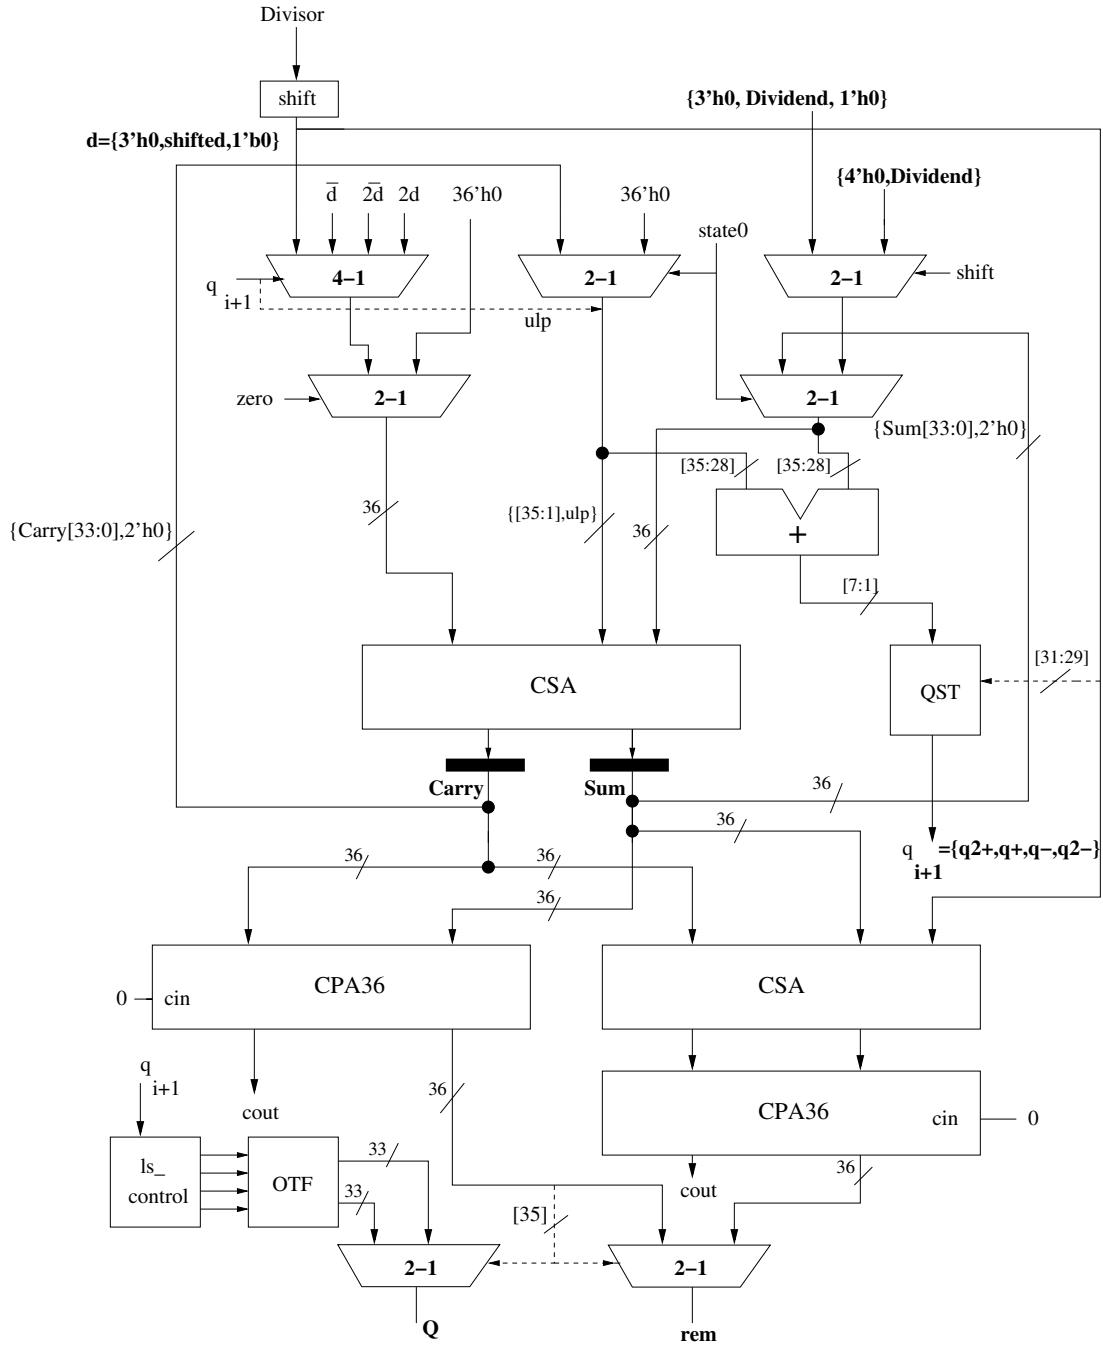 Divisor
shift
{3'h0, Dividend, 1'h0}
d={3'h0,shifted,1'b0}
{4'h0,Dividend}
d̅
2d̅
2d
36'h0
36'h0
state0
4−1
2−1
2−1
shift
q
i+1
ulp
zero
2−1
2−1
{Sum[33:0],2'h0}
[35:28]
[35:28]
36
{[35:1],ulp}
36
+
{Carry[33:0],2'h0}
[7:1]
[31:29]
CSA
QST
Carry
Sum
36
36
q
i+1
={q2+,q+,q−,q2−}
36
36
36
CPA36
CSA
0
cin
q
i+1
36
cout
CPA36
cin
0
ls_
control
OTF
33
33
36
cout
[35]
2−1
2−1
Q
rem